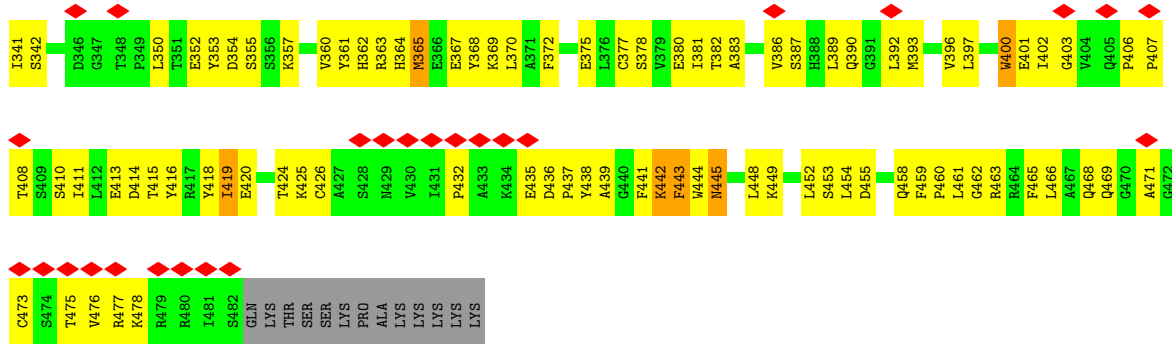 I341 S342 D346 G347 T348 P349 L350 T351 E352 Y353 D354 S355 S356 K357 V360 Y361 H362 R363 H364 M365 E366 E367 Y368 K369 L370 A371 F372 E375 L376 C377 S378 V379 E380 I381 T382 A383 V386 S387 H388 L389 Q390 G391 L392 M393 V396 L397 W400 E401 I402 G403 V404 Q405 P406 P407
T408 S409 S410 I411 L412 E413 D414 T415 Y416 R417 Y418 I419 E420 T424 K425 C426 A427 S428 N429 V430 I431 P432 A433 K434 E435 D436 P437 Y438 A439 G440 F441 K442 F443 W444 N445 L448 K449 L452 S453 L454 D455 Q458 F459 P460 L461 G462 R463 R464 F465 L466 A467 Q468 Q469 G470 A471 G472
C473 S474 T475 V476 R477 K478 R479 R480 I481 S482 GLN LYS THR SER SER LYS PRO ALA LYS LYS LYS LYS LYS